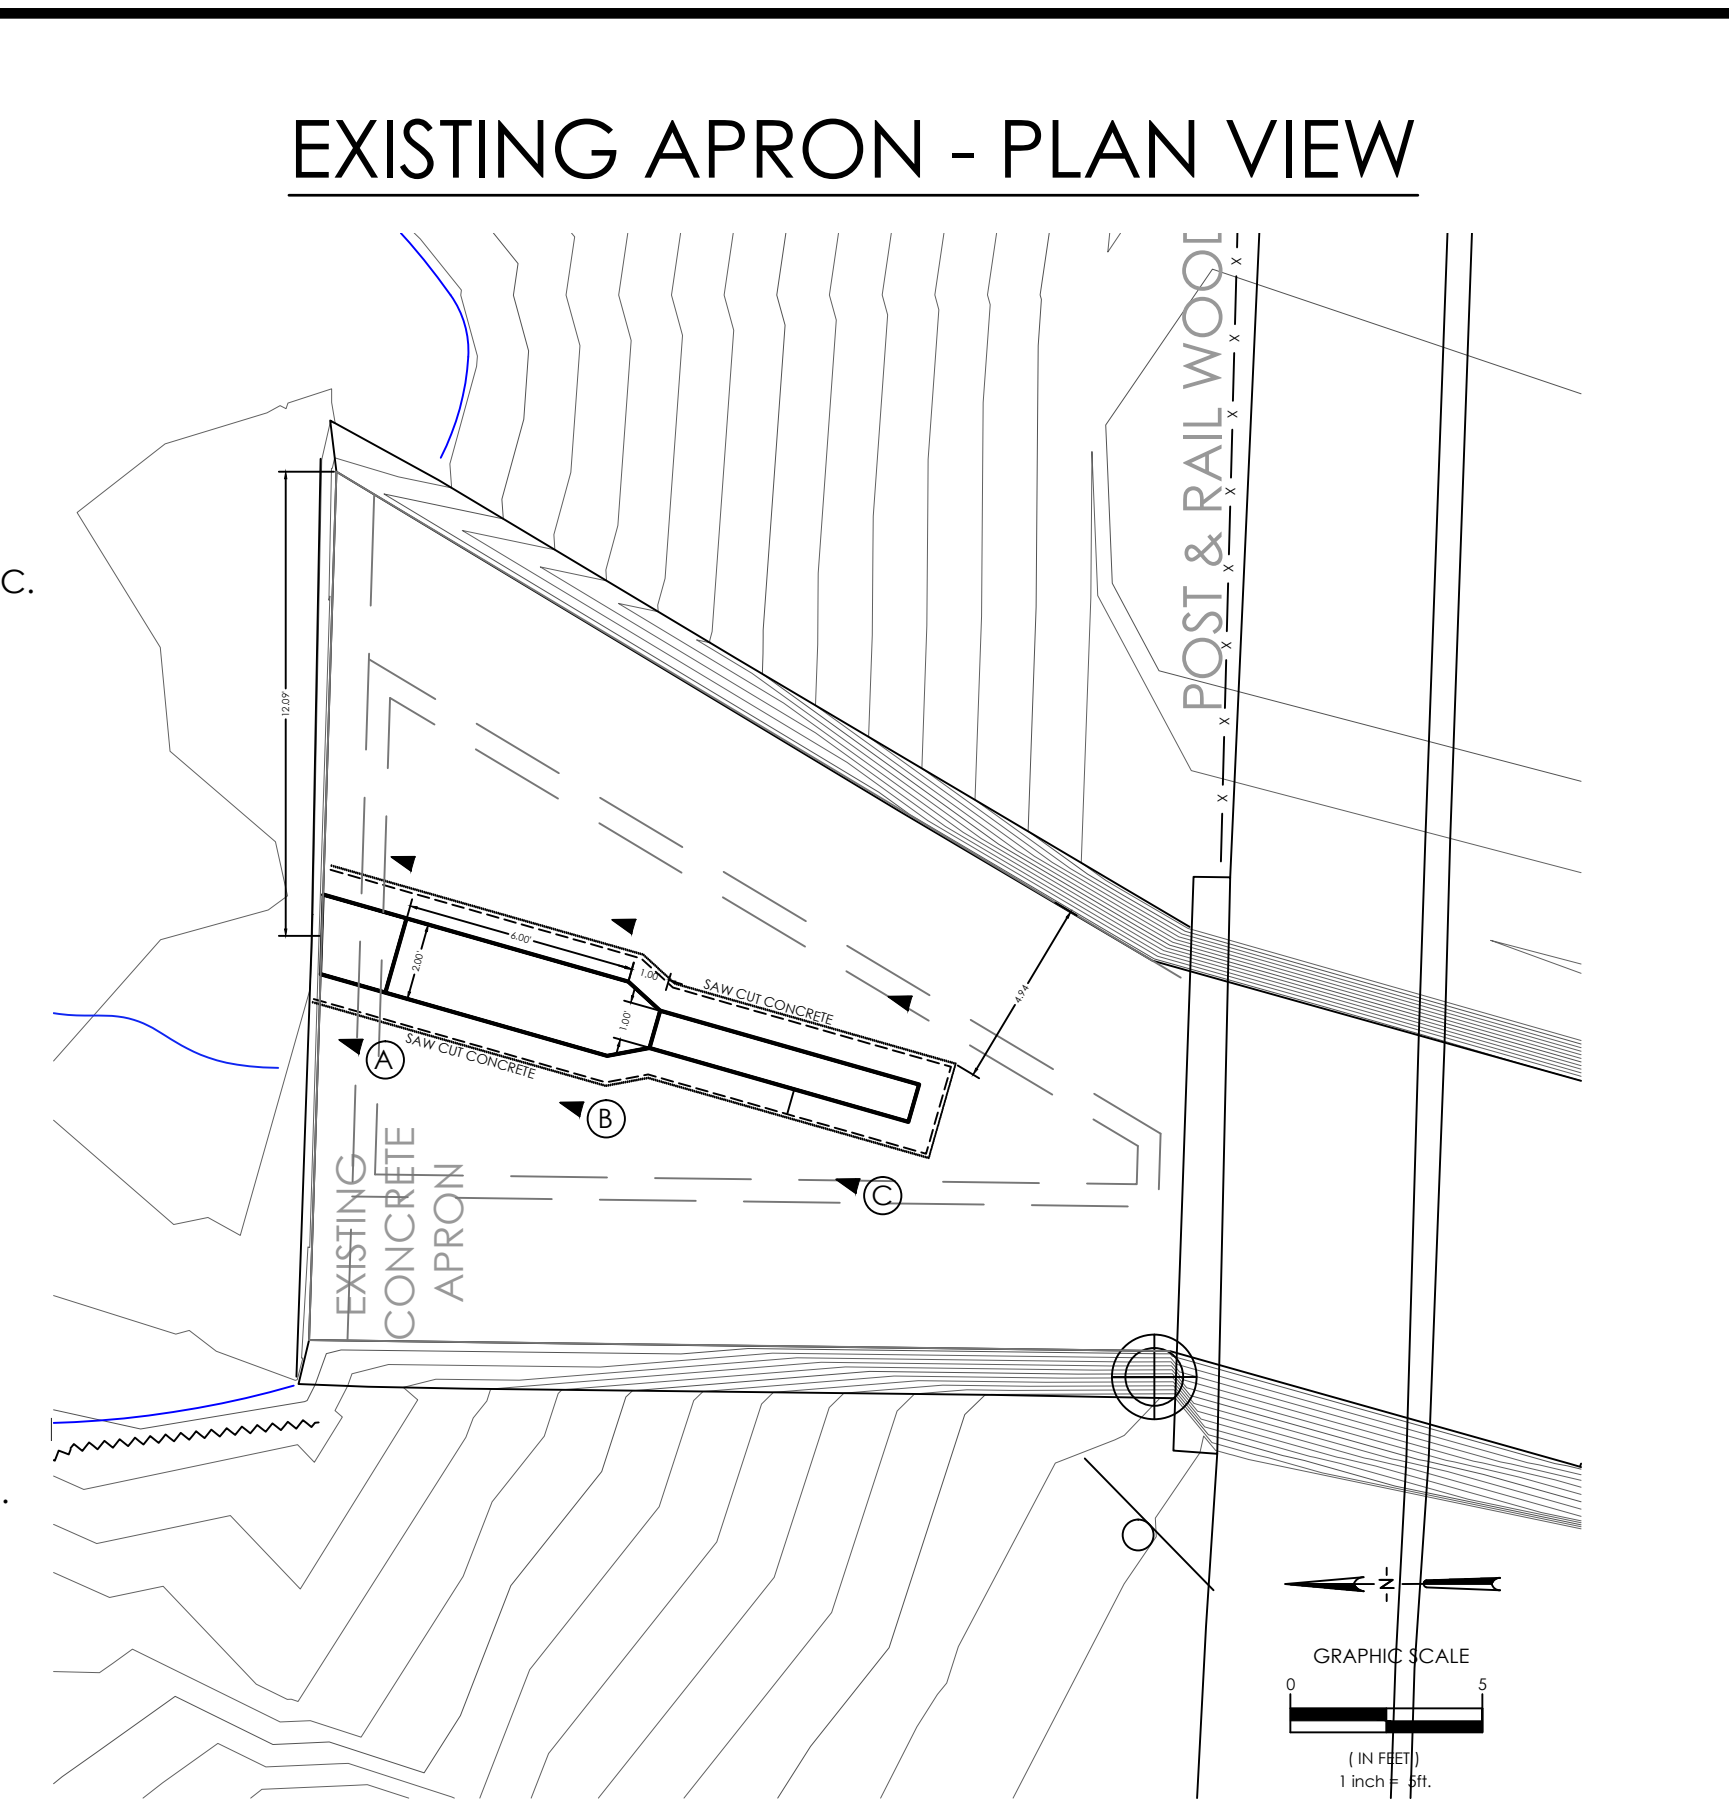 EXISTING APRON - PLAN VIEW
POST & RAIL WOOD
X
X
X
X
X
X
X
X
C.
12.09'
6.00'
2.00'
1.00'
SAW CUT CONCRETE
4.94
1.00'
SAW CUT CONCRETE
A
B
C
EXISTING
CONCRETE
APRON
.
N
GRAPHIC SCALE
0 5
( IN FEET )
1 inch = 5ft.